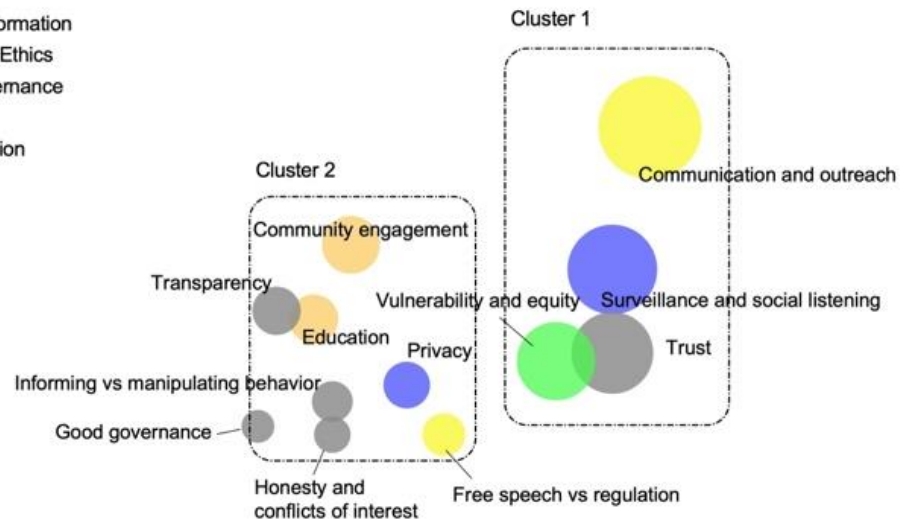 ormation
Ethics
ernance
ion
Cluster 1
Communication and outreach
Cluster 2
Community engagement
Transparency
Vulnerability and equity
Surveillance and social listening
Education
Privacy
Trust
Informing vs manipulating behavior
Good governance
Honesty and
conflicts of interest
Free speech vs regulation